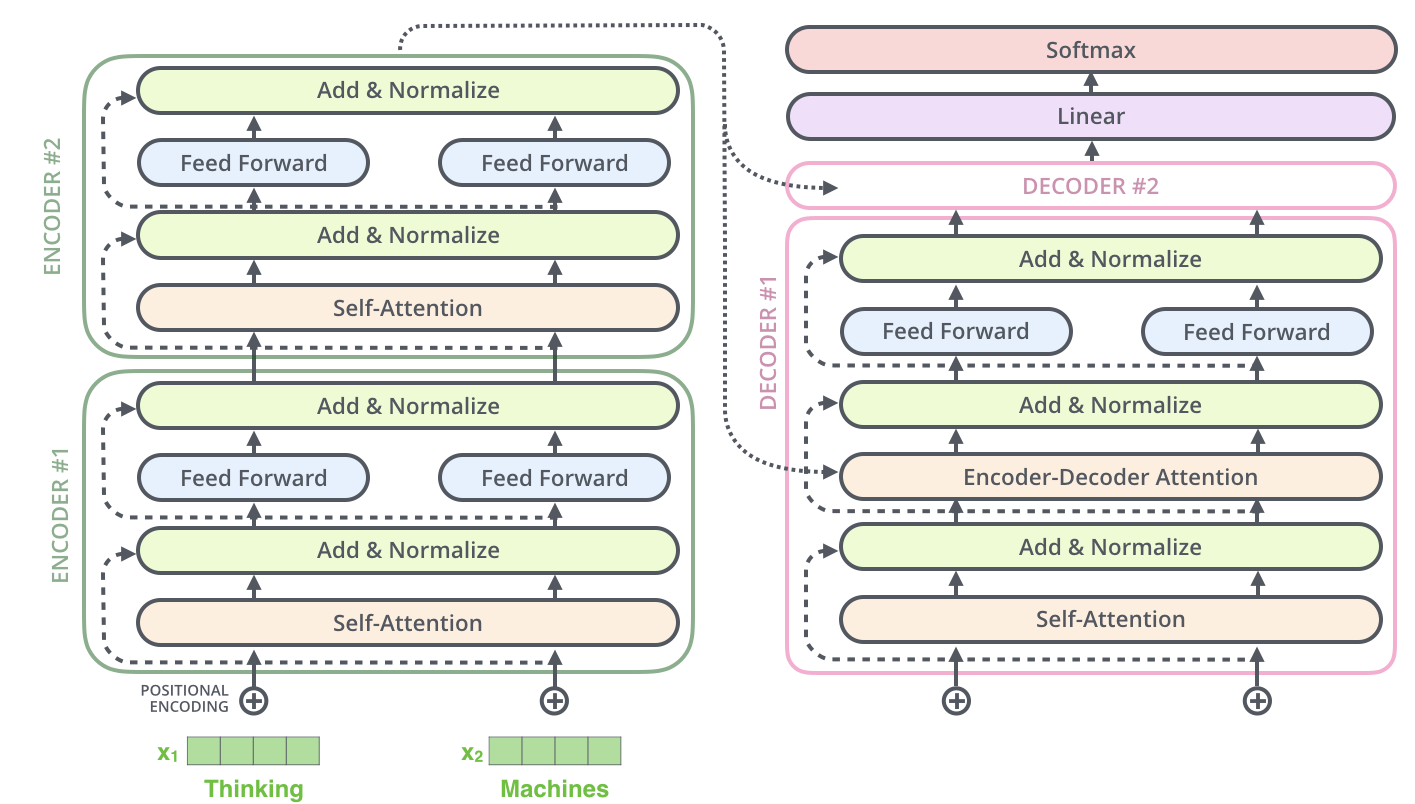 ENCODER #2
Add & Normalize
Feed Forward
Feed Forward
Add & Normalize
Self-Attention
ENCODER #1
Add & Normalize
Feed Forward
Feed Forward
Add & Normalize
Self-Attention
POSITIONAL
ENCODING
x₁
x₂
Thinking
Machines
Softmax
Linear
DECODER #2
DECODER #1
Add & Normalize
Feed Forward
Feed Forward
Add & Normalize
Encoder-Decoder Attention
Add & Normalize
Self-Attention